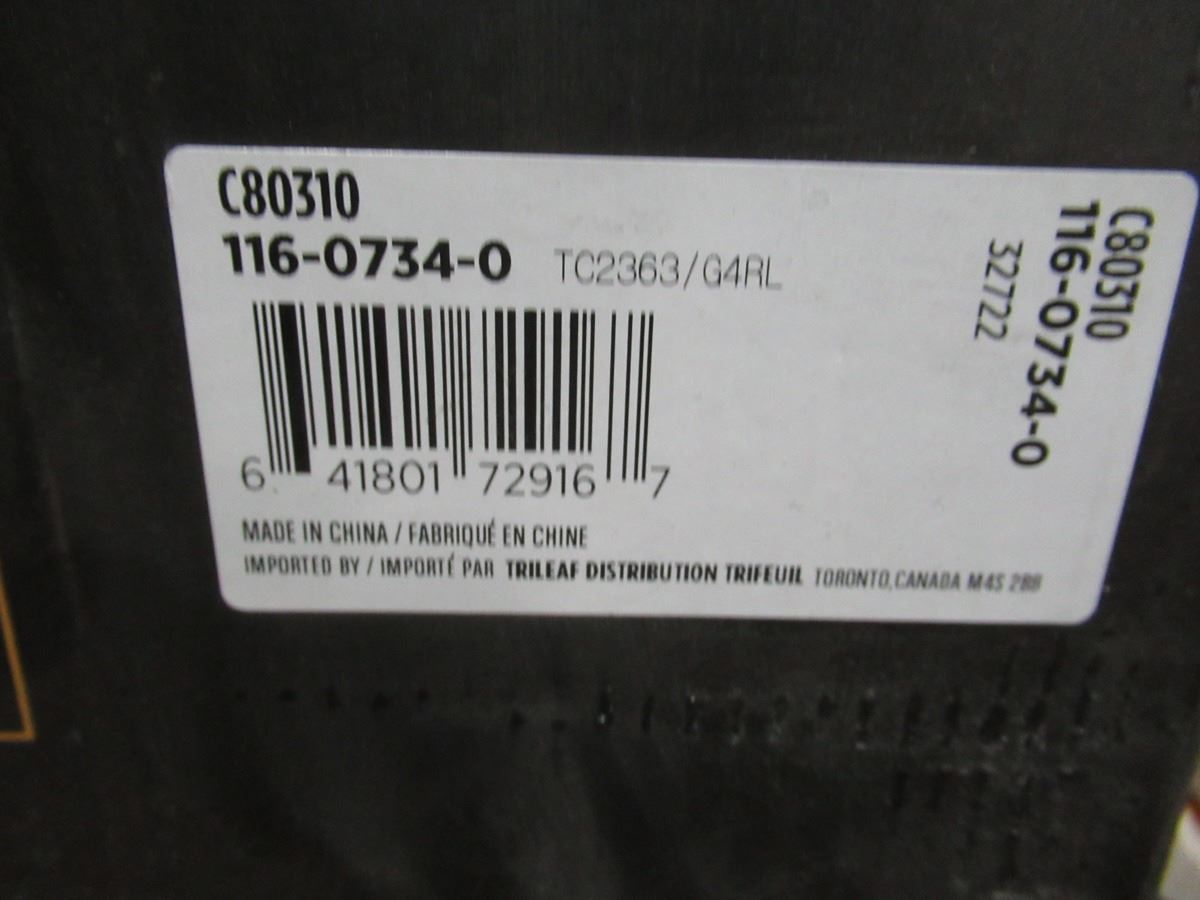 C80310
116-0734-0 TC2363/G4RL
6 41801 72916 7
MADE IN CHINA / FABRIQUÉ EN CHINE
IMPORTED BY / IMPORTÉ PAR TRILEAF DISTRIBUTION TRIFEUIL TORONTO, CANADA M4S 2B8
C80310
116-0734-0
32722